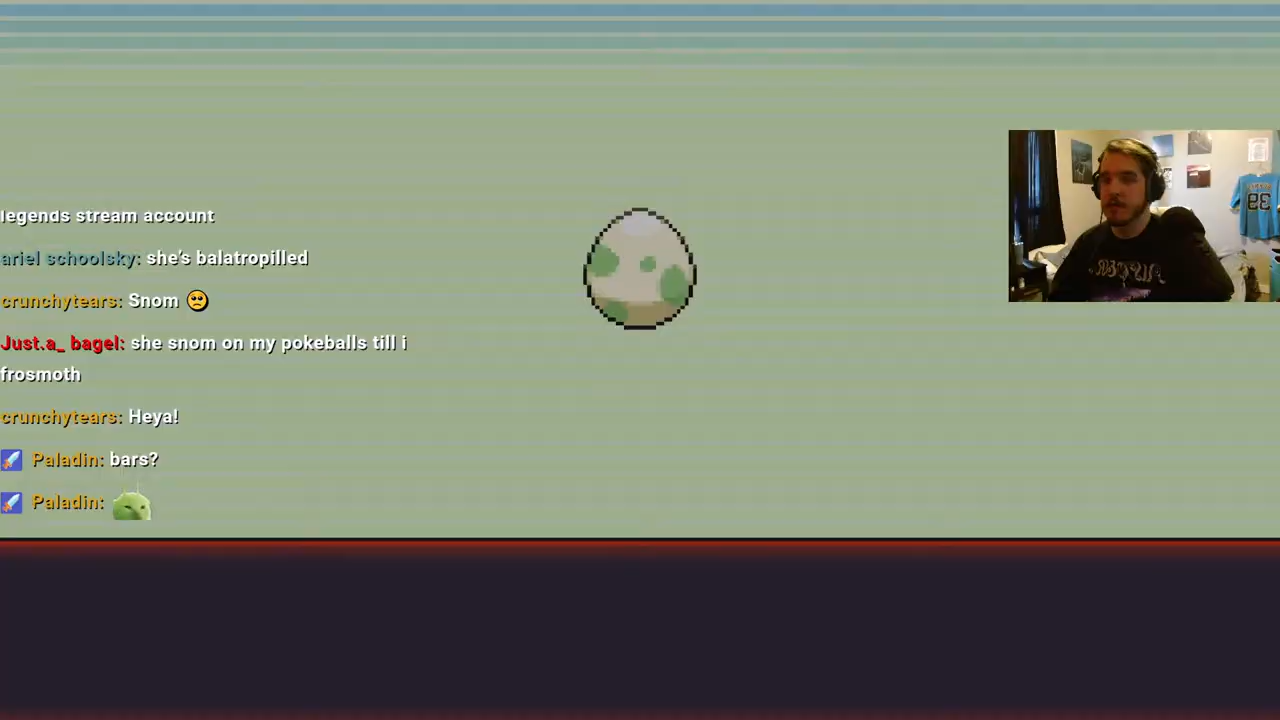 legends stream account
ariel schoolsky: she's balatropilled
crunchytears: Snom 🥺
Just.a_ bagel: she snom on my pokeballs till i
frosmoth
crunchytears: Heya!
Paladin: bars?
Paladin: